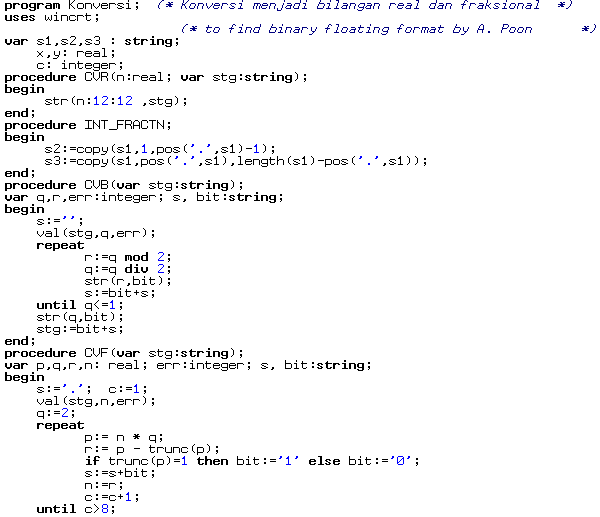 program Konversi; (* Konversi menjadi bilangan real dan fraksional *)
uses wincrt;
(* to find binary floating format by A. Poon *)
var s1,s2,s3 : string;
x,y: real;
c: integer;
procedure CVR(n:real; var stg:string);
begin
str(n:12:12 ,stg);
end;
procedure INT_FRACTN;
begin
s2:=copy(s1,1,pos('.',s1)-1);
s3:=copy(s1,pos('.',s1),length(s1)-pos('.',s1));
end;
procedure CVB(var stg:string);
var q,r,err:integer; s, bit:string;
begin
s:='';
val(stg,q,err);
repeat
r:=q mod 2;
q:=q div 2;
str(r,bit);
s:=bit+s;
until q<=1;
str(q,bit);
stg:=bit+s;
end;
procedure CVF(var stg:string);
var p,q,r,n: real; err:integer; s, bit:string;
begin
s:='.'; c:=1;
val(stg,n,err);
q:=2;
repeat
p:= n * q;
r:= p - trunc(p);
if trunc(p)=1 then bit:='1' else bit:='0';
s:=s+bit;
n:=r;
c:=c+1;
until c>8;